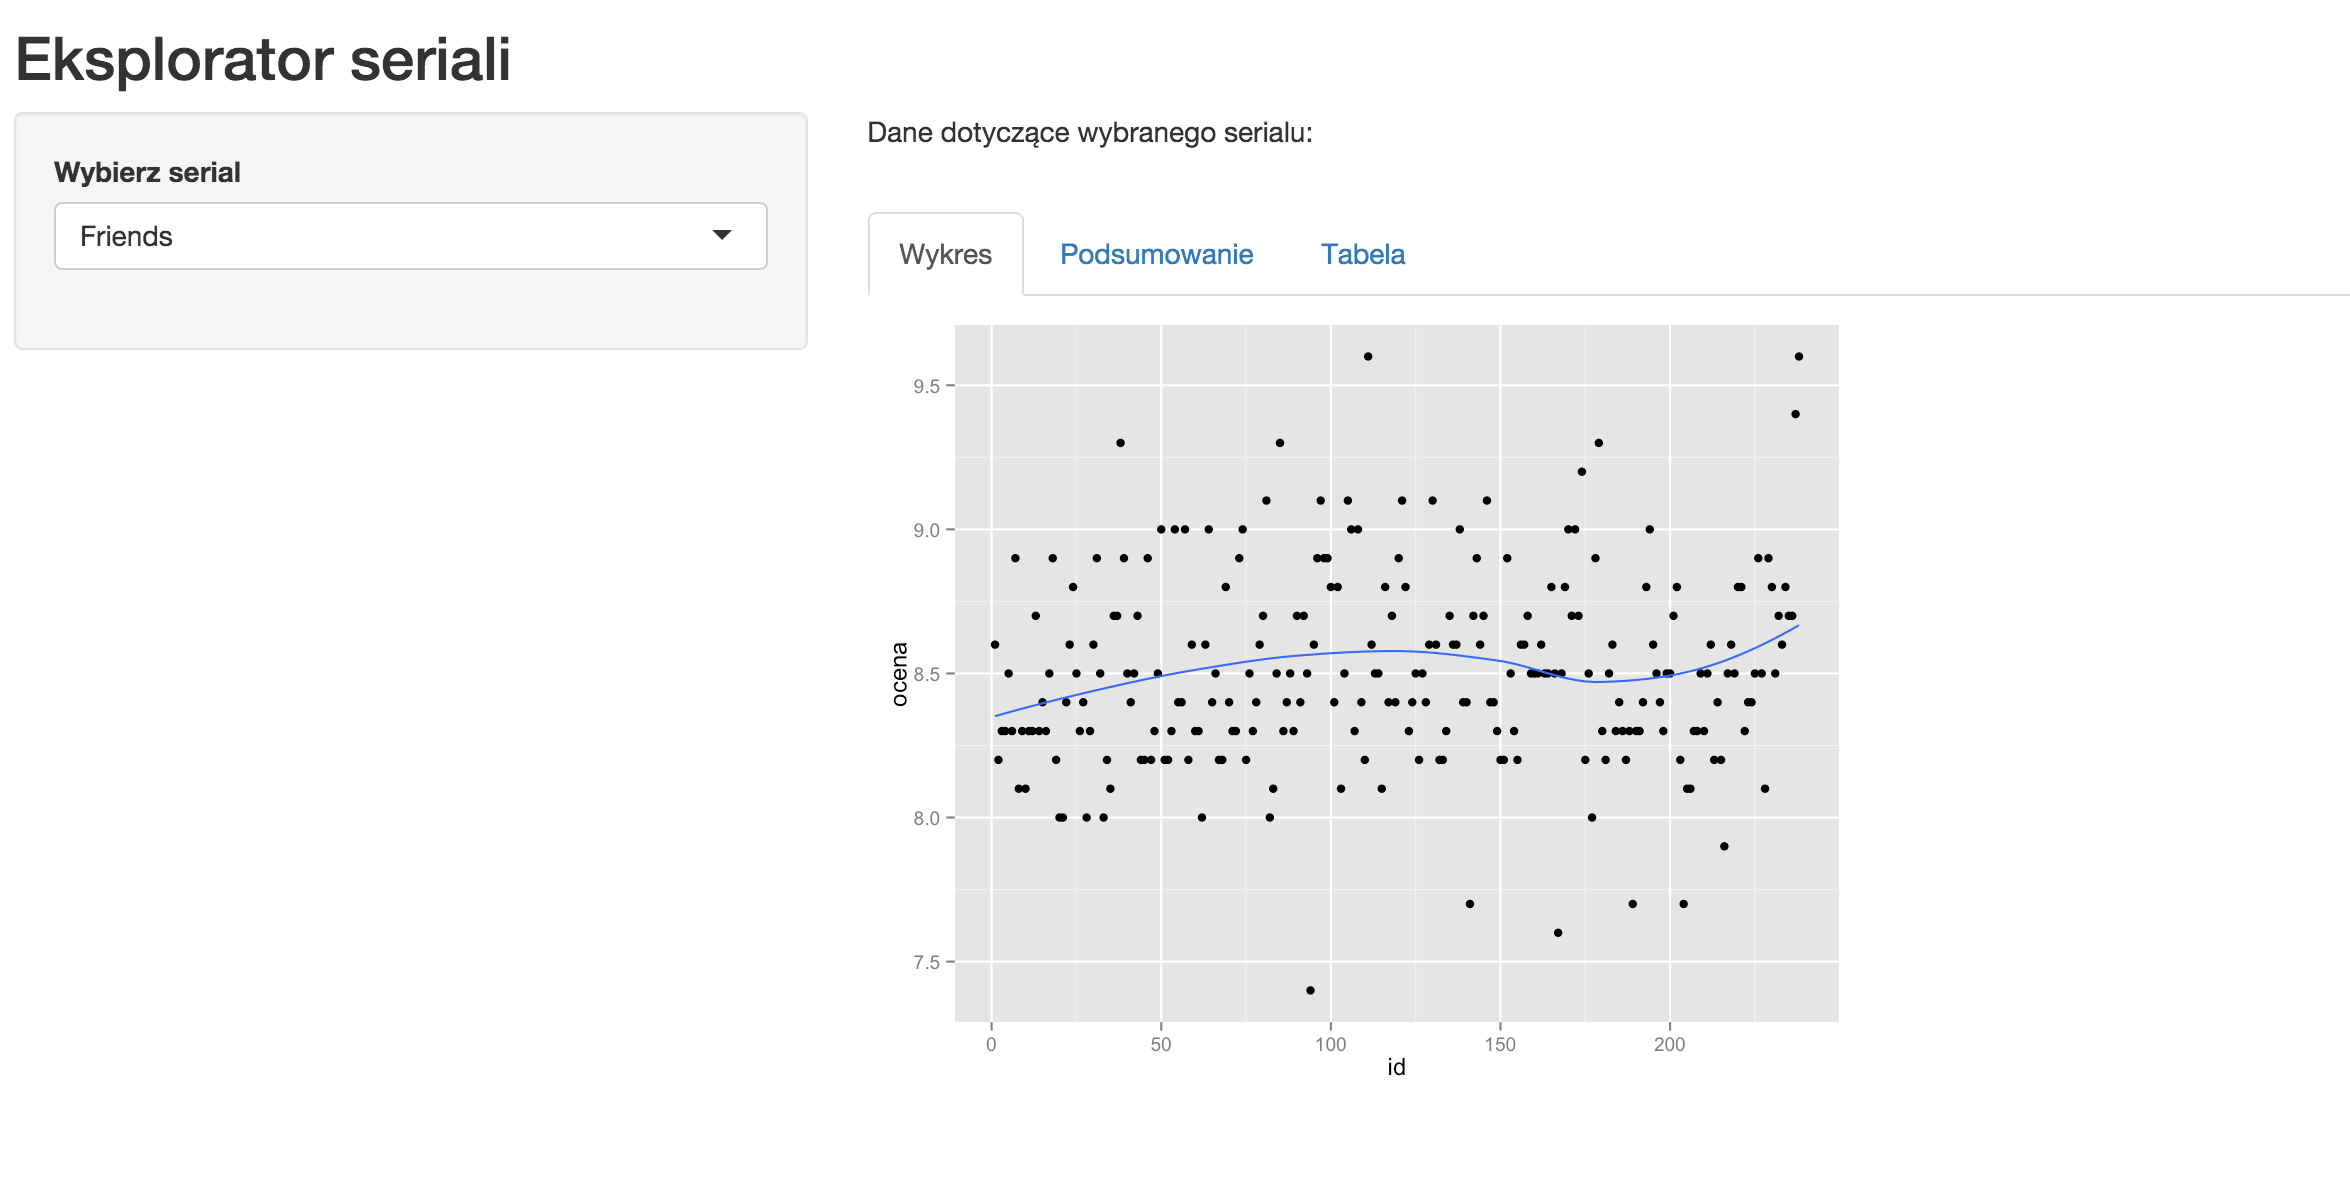 Eksplorator seriali
Wybierz serial
Friends
Dane dotyczące wybranego serialu:
Wykres Podsumowanie Tabela
9.5
9.0
8.5
8.0
7.5
ocena
0 50 100 150 200
id